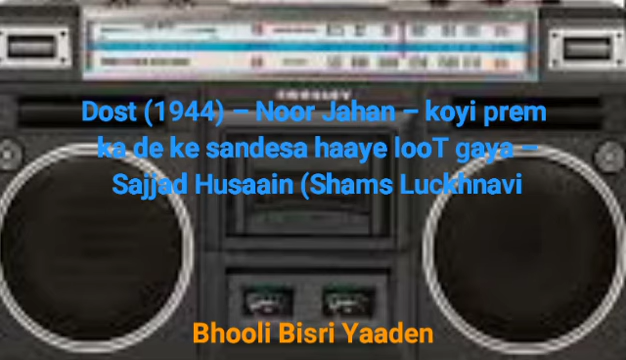 Dost (1944) – Noor Jahan – koyi prem
ka de ke sandesa haaye looT gaya –
Sajjad Husaain (Shams Luckhnavi
Bhooli Bisri Yaaden